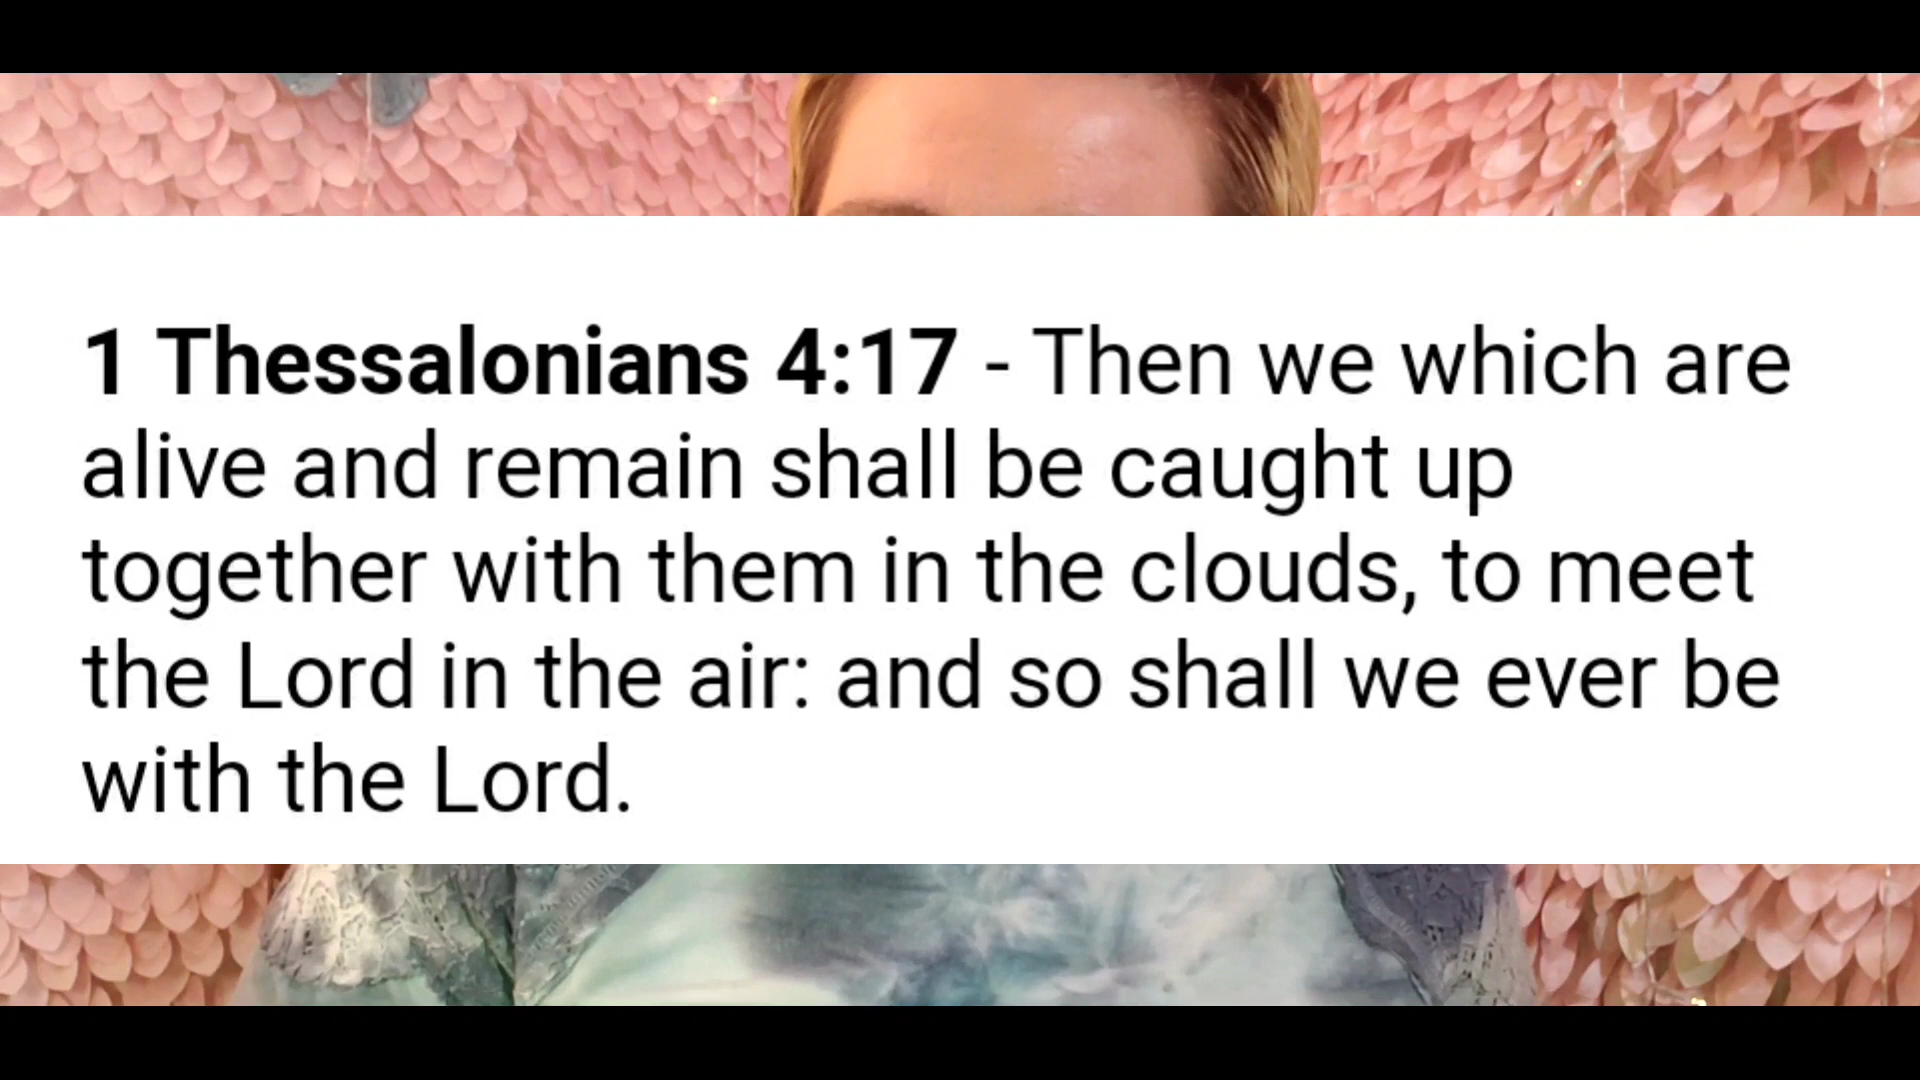 1 Thessalonians 4:17 - Then we which are
alive and remain shall be caught up
together with them in the clouds, to meet
the Lord in the air: and so shall we ever be
with the Lord.